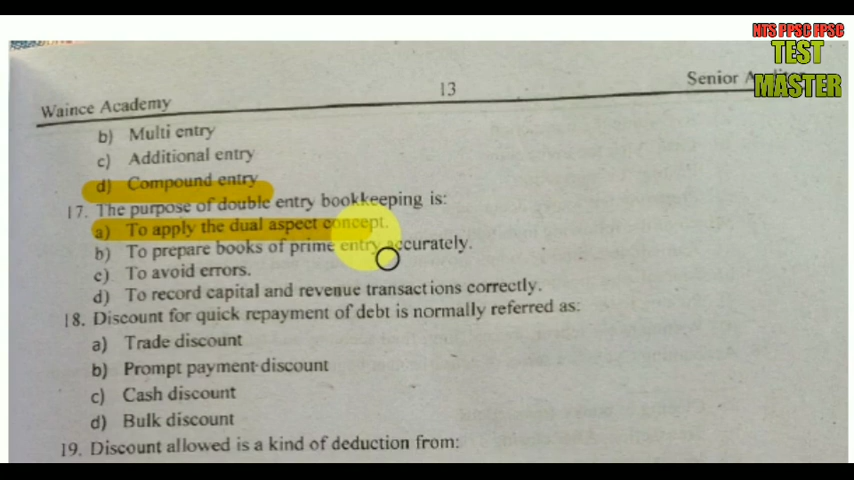 NTS PPSC FPSC
TEST
MASTER
Waince Academy
13
Senior
b) Multi entry
c) Additional entry
d) Compound entry
17. The purpose of double entry bookkeeping is:
a) To apply the dual aspect concept.
b) To prepare books of prime entry accurately.
c) To avoid errors.
d) To record capital and revenue transactions correctly.
18. Discount for quick repayment of debt is normally referred as:
a) Trade discount
b) Prompt payment discount
c) Cash discount
d) Bulk discount
19. Discount allowed is a kind of deduction from: